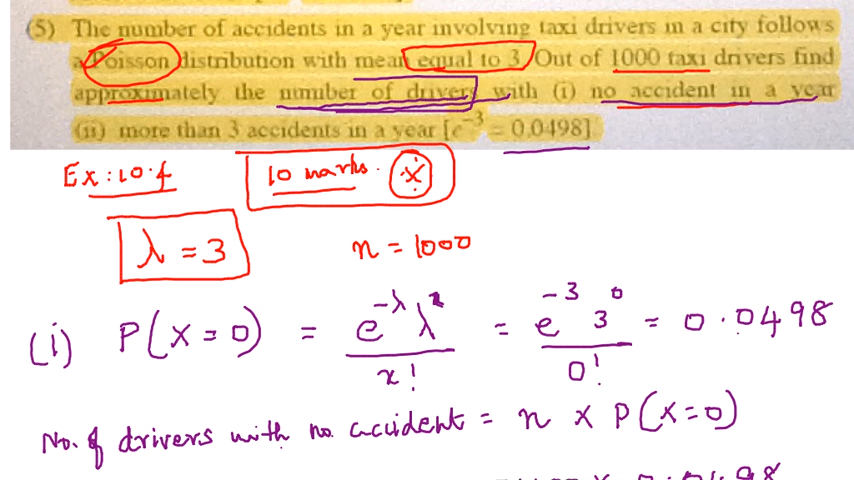 (5) The number of accidents in a year involving taxi drivers in a city follows
a Poisson distribution with mean equal to 3. Out of 1000 taxi drivers find
approximately the number of drivers with (i) no accident in a year
(ii) more than 3 accidents in a year [e^-3 = 0.0498]
Ex: 10.f 10 marks.
λ = 3 n = 1000
(i) P(X=0) = e^-λ λ^x / x! = e^-3 3^0 / 0! = 0.0498
No. of drivers with no accident = n x P(X=0)